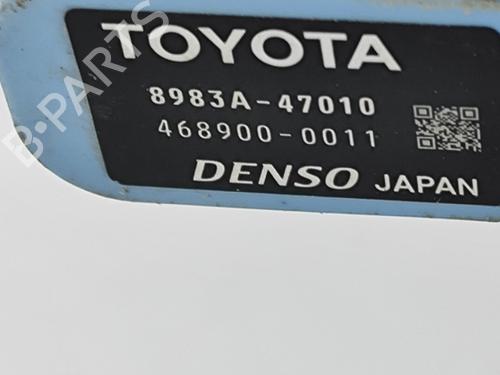 TOYOTA
8983A-47010
468900-0011
DENSO JAPAN
B-PARTS